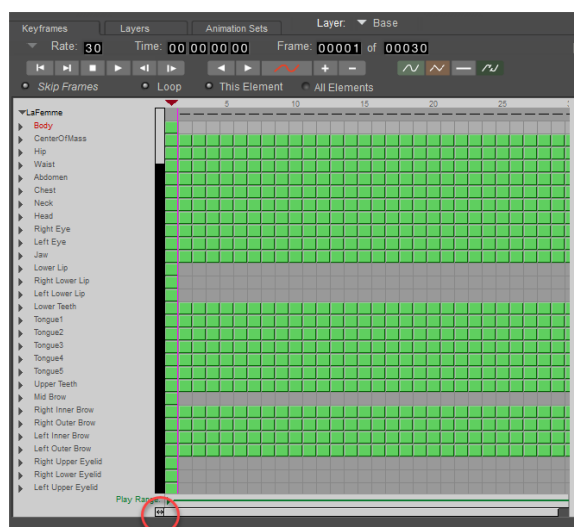 Keyframes Layers Animation Sets Layer: Base
Rate: 30 Time: 00 00 00 00 Frame: 00001 of 00030
Skip Frames Loop This Element All Elements
5 10 15 20 25
LaFemme
Body
CenterOfMass
Hip
Waist
Abdomen
Chest
Neck
Head
Right Eye
Left Eye
Jaw
Lower Lip
Right Lower Lip
Left Lower Lip
Lower Teeth
Tongue1
Tongue2
Tongue3
Tongue4
Tongue5
Upper Teeth
Mid Brow
Right Inner Brow
Right Outer Brow
Left Inner Brow
Left Outer Brow
Right Upper Eyelid
Right Lower Eyelid
Left Upper Eyelid
Play Range